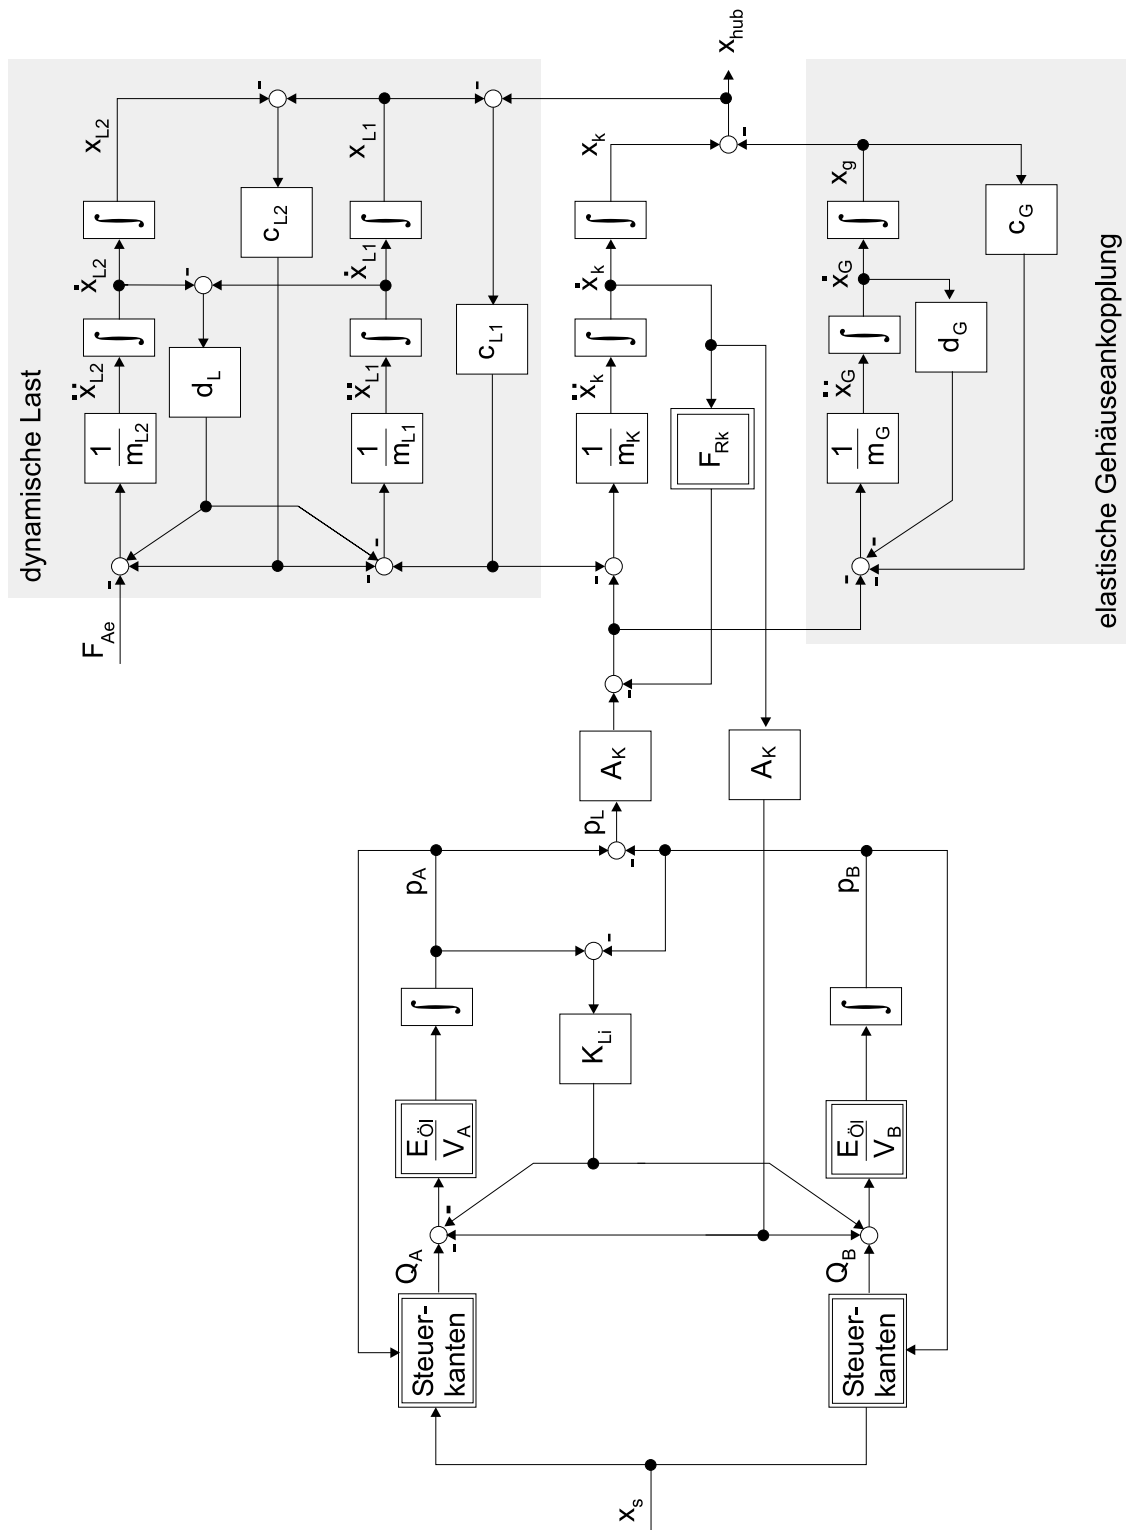 dynamische Last
elastische Gehäuseankopplung
F_Ae
1
m_L2
ẍ_L2
∫
ẋ_L2
∫
x_L2
d_L
c_L2
1
m_L1
ẍ_L1
∫
ẋ_L1
∫
x_L1
c_L1
x_s
Steuer-
kanten
Q_A
E_Öl
V_A
∫
p_A
K_Li
p_L
A_K
1
m_K
ẍ_k
∫
ẋ_k
∫
x_k
x_hub
F_Rk
A_K
Steuer-
kanten
Q_B
E_Öl
V_B
∫
p_B
1
m_G
ẍ_G
∫
ẋ_G
∫
x_g
d_G
c_G